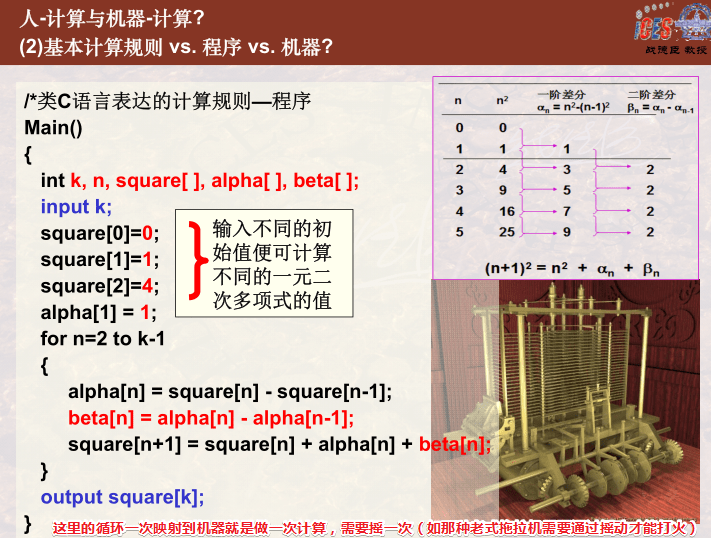 人-计算与机器-计算?
(2)基本计算规则 vs. 程序 vs. 机器?
iCES
战德臣 教授
/*类C语言表达的计算规则—程序
Main()
{
int k, n, square[ ], alpha[ ], beta[ ];
input k;
square[0]=0;
square[1]=1;
square[2]=4;
alpha[1] = 1;
for n=2 to k-1
{
alpha[n] = square[n] - square[n-1];
beta[n] = alpha[n] - alpha[n-1];
square[n+1] = square[n] + alpha[n] + beta[n];
}
output square[k];
}
输入不同的初
始值便可计算
不同的一元二
次多项式的值
n n² 一阶差分 αn = n²-(n-1)² 二阶差分 βn = αn - αn-1
0 0
1 1 1
2 4 3 2
3 9 5 2
4 16 7 2
5 25 9 2
(n+1)² = n² + αn + βn
这里的循环一次映射到机器就是做一次计算，需要摇一次（如那种老式拖拉机需要通过摇动才能打火）